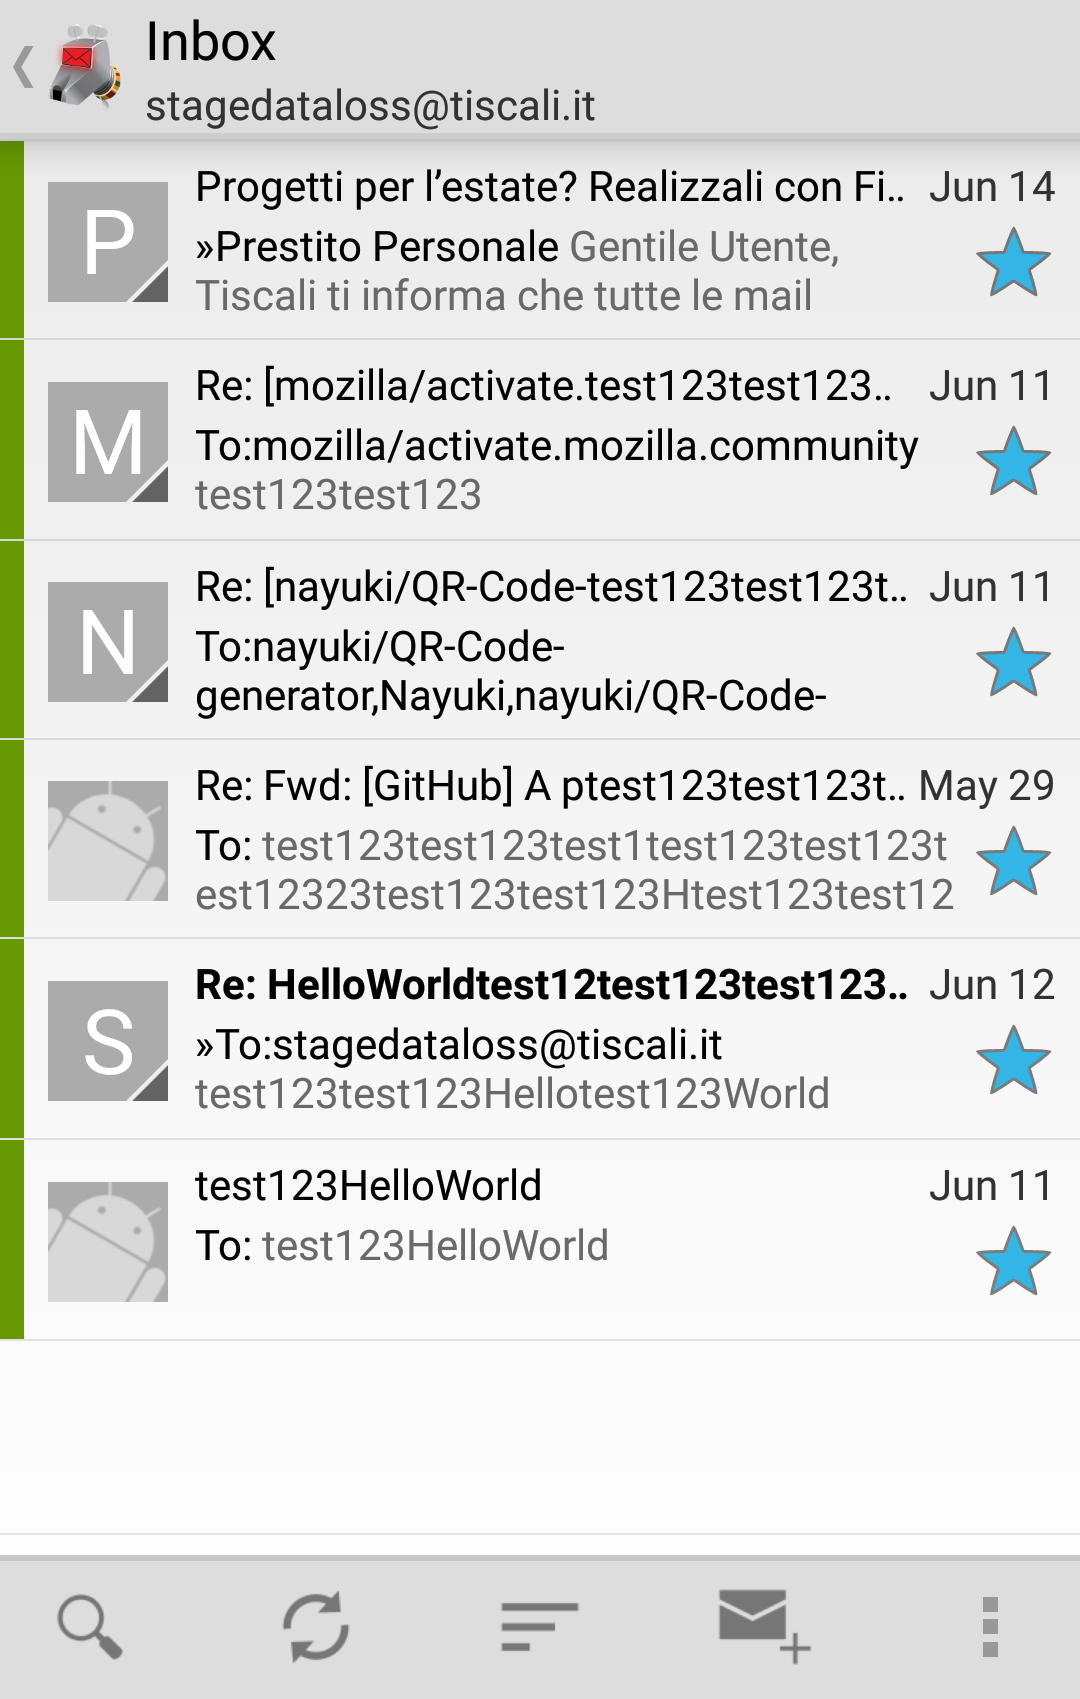 Inbox
stagedataloss@tiscali.it
P
Progetti per l’estate? Realizzali con Fi.. Jun 14
»Prestito Personale Gentile Utente,
Tiscali ti informa che tutte le mail
M
Re: [mozilla/activate.test123test123.. Jun 11
To:mozilla/activate.mozilla.community
test123test123
N
Re: [nayuki/QR-Code-test123test123t.. Jun 11
To:nayuki/QR-Code-
generator,Nayuki,nayuki/QR-Code-
Re: Fwd: [GitHub] A ptest123test123t.. May 29
To: test123test123test1test123test123t
est12323test123test123Htest123test12
S
Re: HelloWorldtest12test123test123.. Jun 12
»To:stagedataloss@tiscali.it
test123test123Hellotest123World
test123HelloWorld Jun 11
To: test123HelloWorld